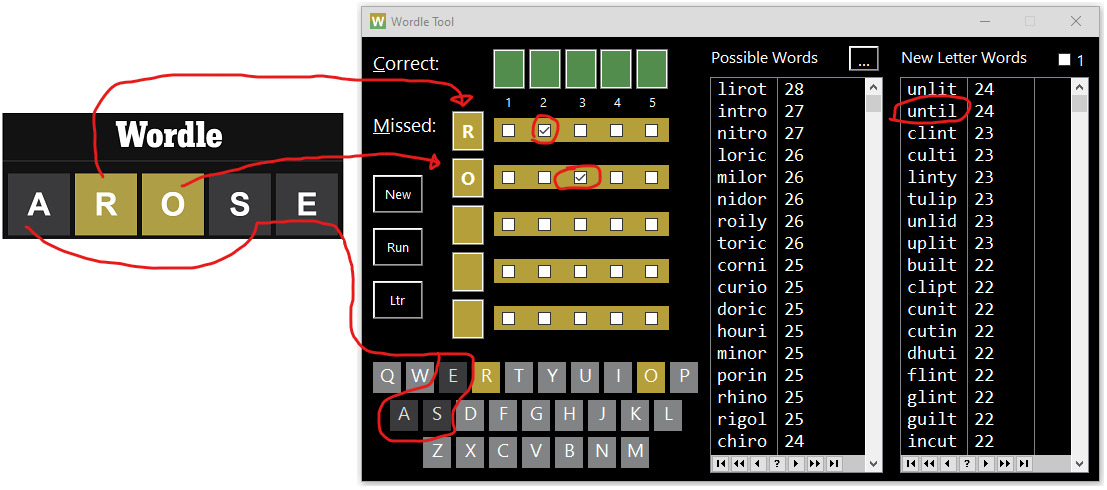 Wordle
A R O S E
W Wordle Tool
Correct:
1 2 3 4 5
Missed:
R
O
New
Run
Ltr
Q W E R T Y U I O P
A S D F G H J K L
Z X C V B N M
Possible Words ...
lirot 28
intro 27
nitro 27
loric 26
milor 26
nidor 26
roily 26
toric 26
corni 25
curio 25
doric 25
houri 25
minor 25
porin 25
rhino 25
rigol 25
chiro 24
?
New Letter Words 1
unlit 24
until 24
clint 23
culti 23
linty 23
tulip 23
unlid 23
uplit 23
built 22
clipt 22
cunit 22
cutin 22
dhuti 22
flint 22
glint 22
guilt 22
incut 22
?